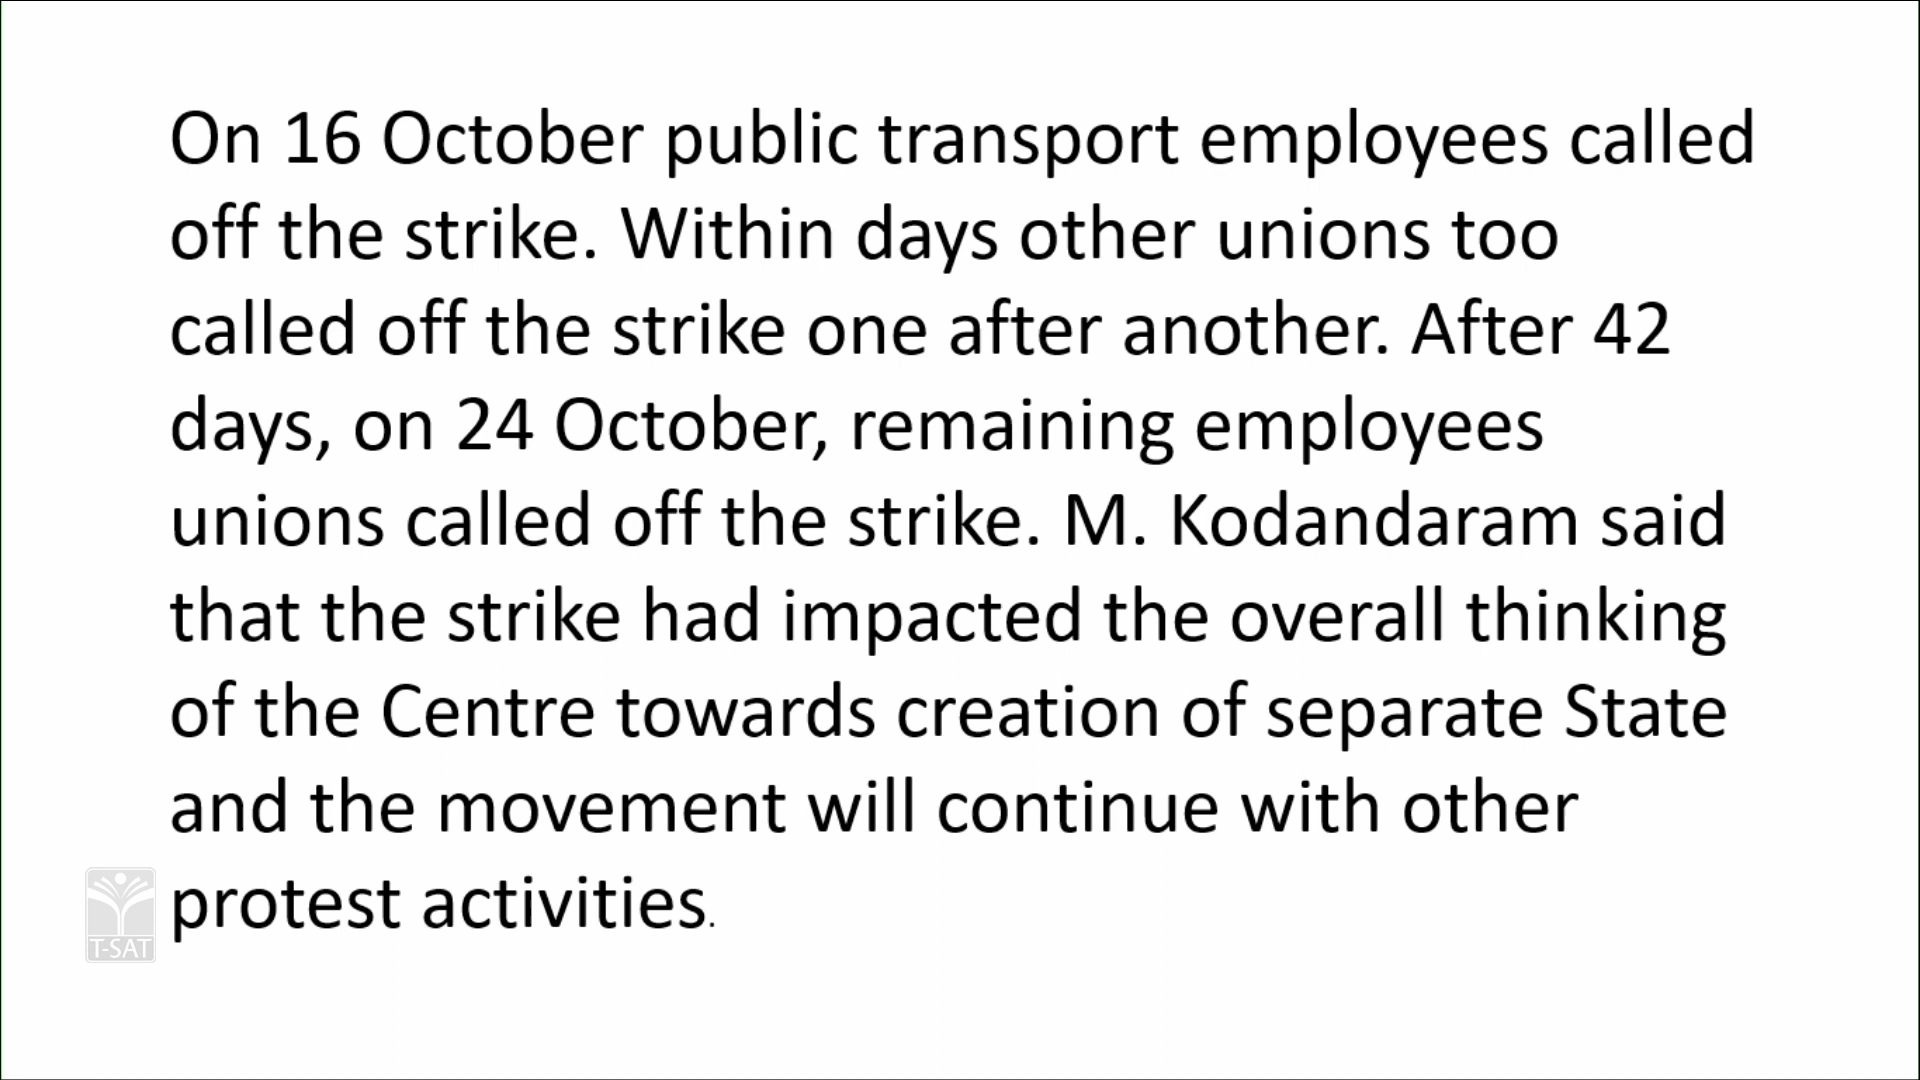 On 16 October public transport employees called
off the strike. Within days other unions too
called off the strike one after another. After 42
days, on 24 October, remaining employees
unions called off the strike. M. Kodandaram said
that the strike had impacted the overall thinking
of the Centre towards creation of separate State
and the movement will continue with other
protest activities.
T-SAT